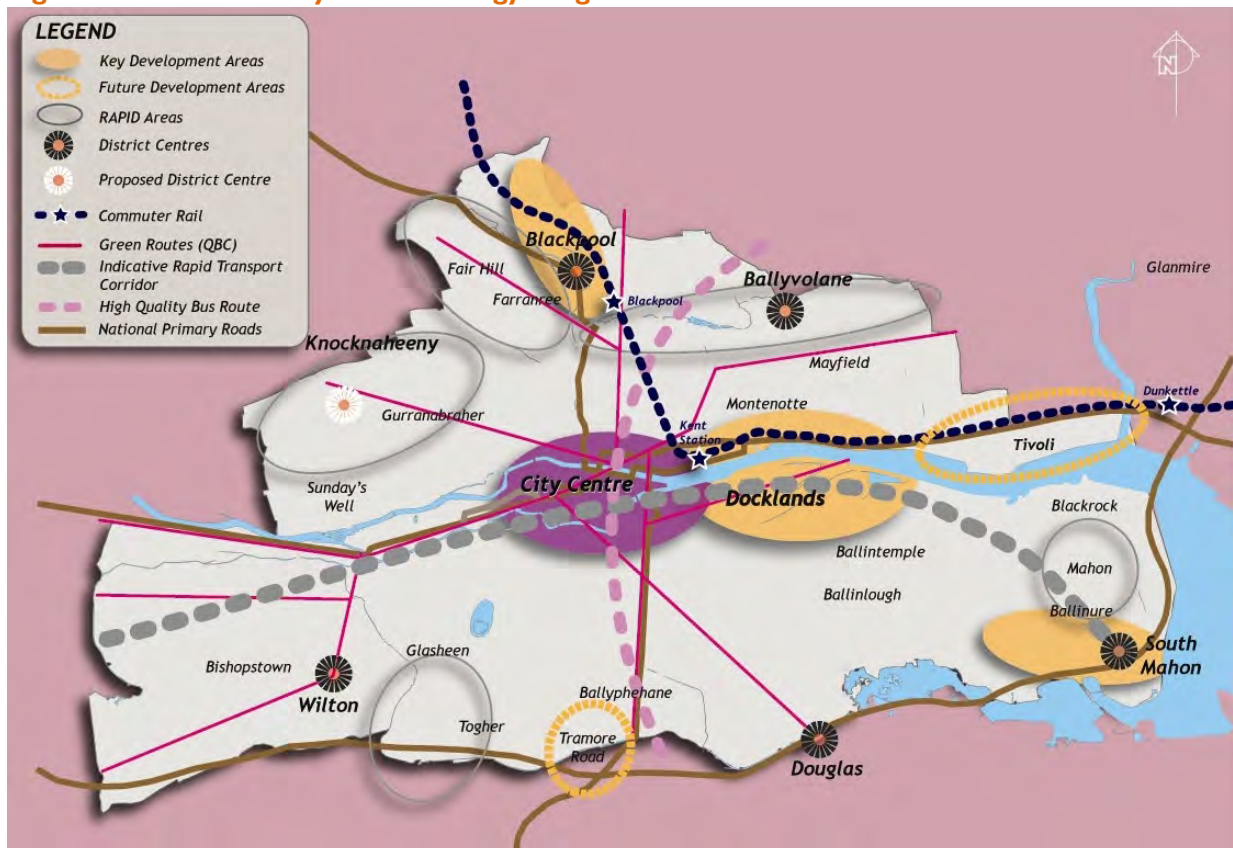 LEGEND
Key Development Areas
Future Development Areas
RAPID Areas
District Centres
Proposed District Centre
Commuter Rail
Green Routes (QBC)
Indicative Rapid Transport
Corridor
High Quality Bus Route
National Primary Roads
N
Blackpool
Fair Hill
Farranree
Blackpool
Ballyvolane
Glanmire
Knocknaheeny
Gurranabraher
Mayfield
Montenotte
Dunkettle
Kent
Station
Tivoli
Sunday's
Well
City Centre
Docklands
Blackrock
Ballintemple
Mahon
Ballinlough
Ballinure
Bishopstown
Glasheen
South
Mahon
Wilton
Ballyphehane
Togher
Tramore
Road
Douglas